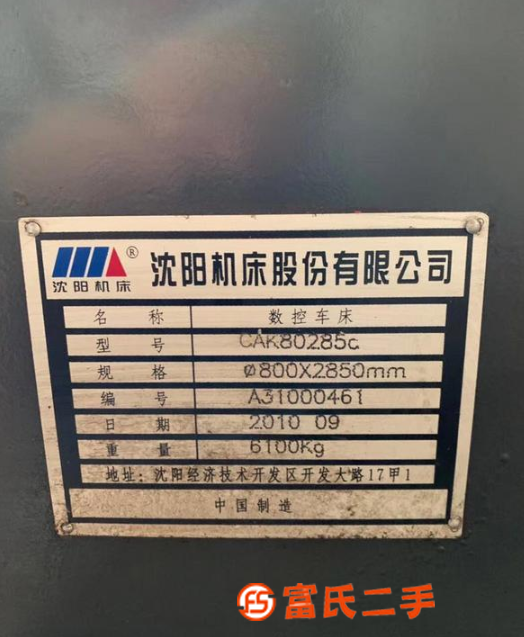 沈阳机床 ® 沈阳机床股份有限公司
名称 数控车床
型号 CAK80285d
规格 ø800X2850mm
编号 A31000461
日期 2010 09
重量 6100Kg
地址: 沈阳经济技术开发区开发大路17甲1
中国制造
FS 富氏二手